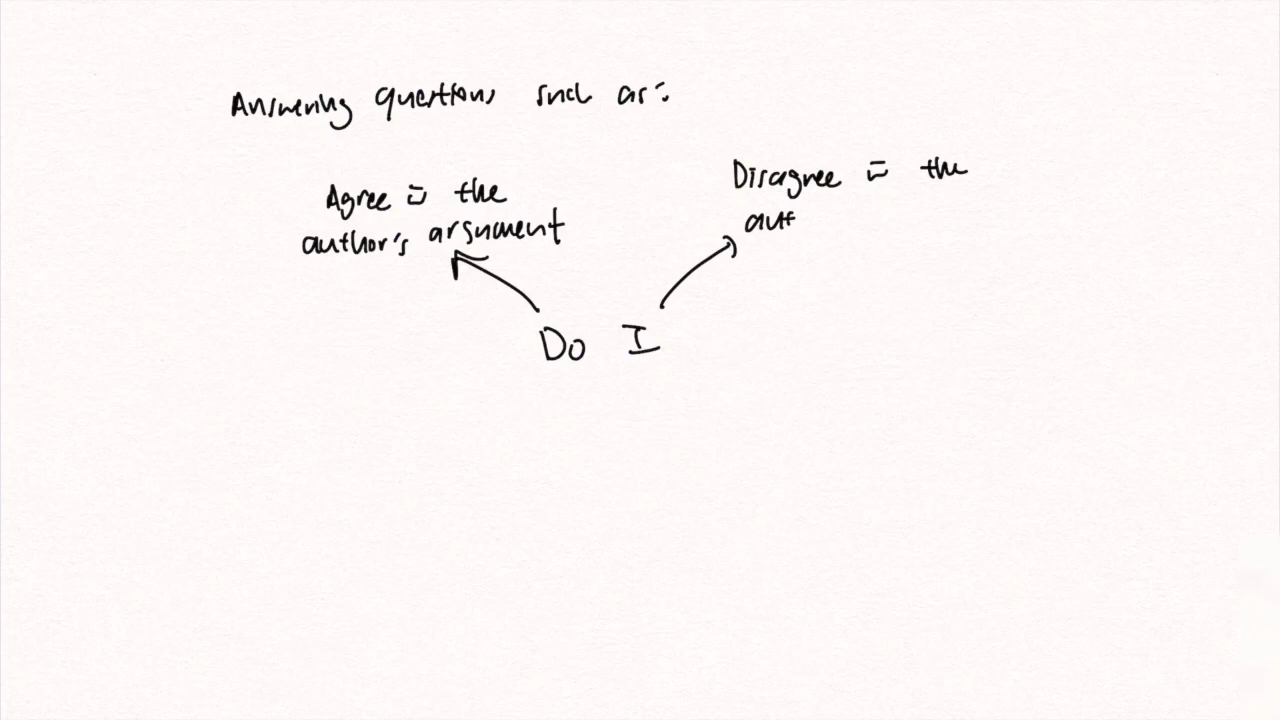 Answering questions such as:
Agree c̄ the
author's argument
Disagree c̄ the
aut
Do I